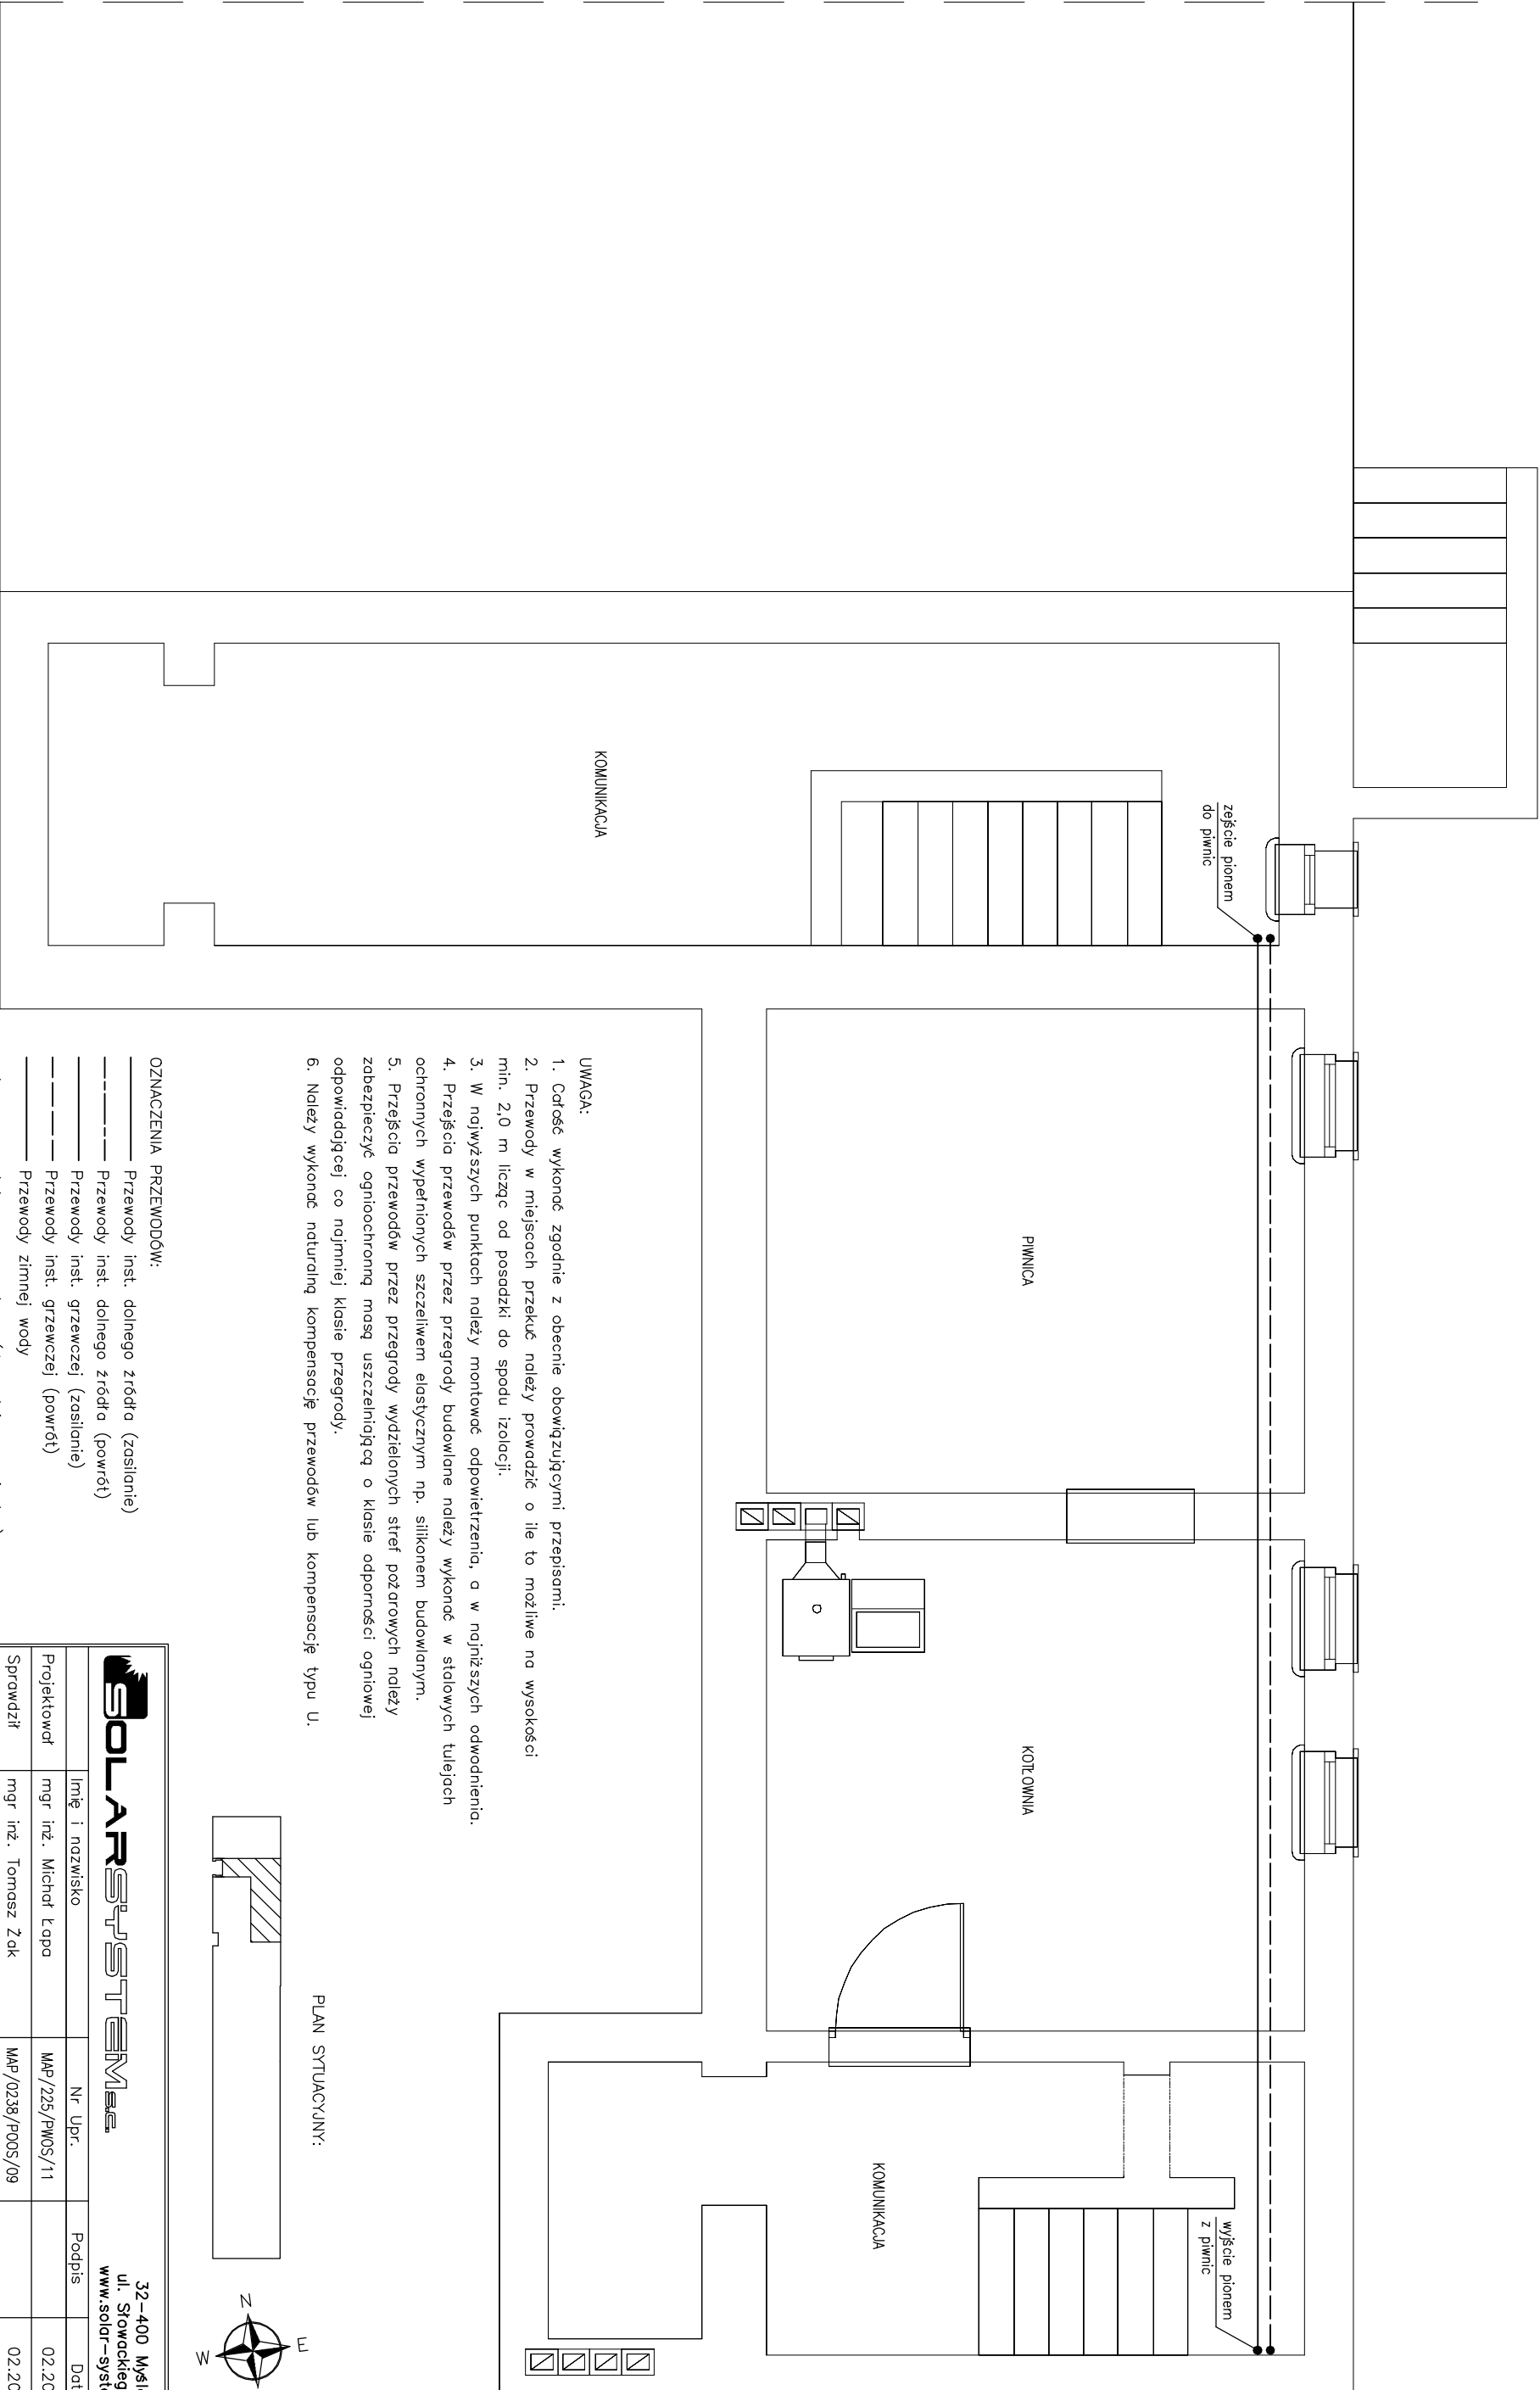 zejście pionem
do piwnic
KOMUNIKACJA
PIWNICA
KOTŁOWNIA
KOMUNIKACJA
wyjście pionem
z piwnic
UWAGA:
1. Całość wykonać zgodnie z obecnie obowiązującymi przepisami.
2. Przewody w miejscach przekuć należy prowadzić o ile to możliwe na wysokości
min. 2,0 m licząc od posadzki do spodu izolacji.
3. W najwyższych punktach należy montować odpowietrzenia, a w najniższych odwodnienia.
4. Przejścia przewodów przez przegrody budowlane należy wykonać w stalowych tulejach
ochronnych wypełnionych szczeliwem elastycznym np. silikonem budowlanym.
5. Przejścia przewodów przez przegrody wydzielonych stref pożarowych należy
zabezpieczyć ognioochronną masą uszczelniającą o klasie odporności ogniowej
odpowiadającej co najmniej klasie przegrody.
6. Należy wykonać naturalną kompensację przewodów lub kompensację typu U.
PLAN SYTUACYJNY:
N
E
W
OZNACZENIA PRZEWODÓW:
Przewody inst. dolnego źródła (zasilanie)
Przewody inst. dolnego źródła (powrót)
Przewody inst. grzewczej (zasilanie)
Przewody inst. grzewczej (powrót)
Przewody zimnej wody
SOLARSYSTEM s.c.
32-400
ul.
Imię i nazwisko Nr Upr. Podpis
Projektował mgr inż. Michał Łapa MAP/225/PWOS/11
Sprawdził mgr inż. Tomasz Żak MAP/0238/POOS/09